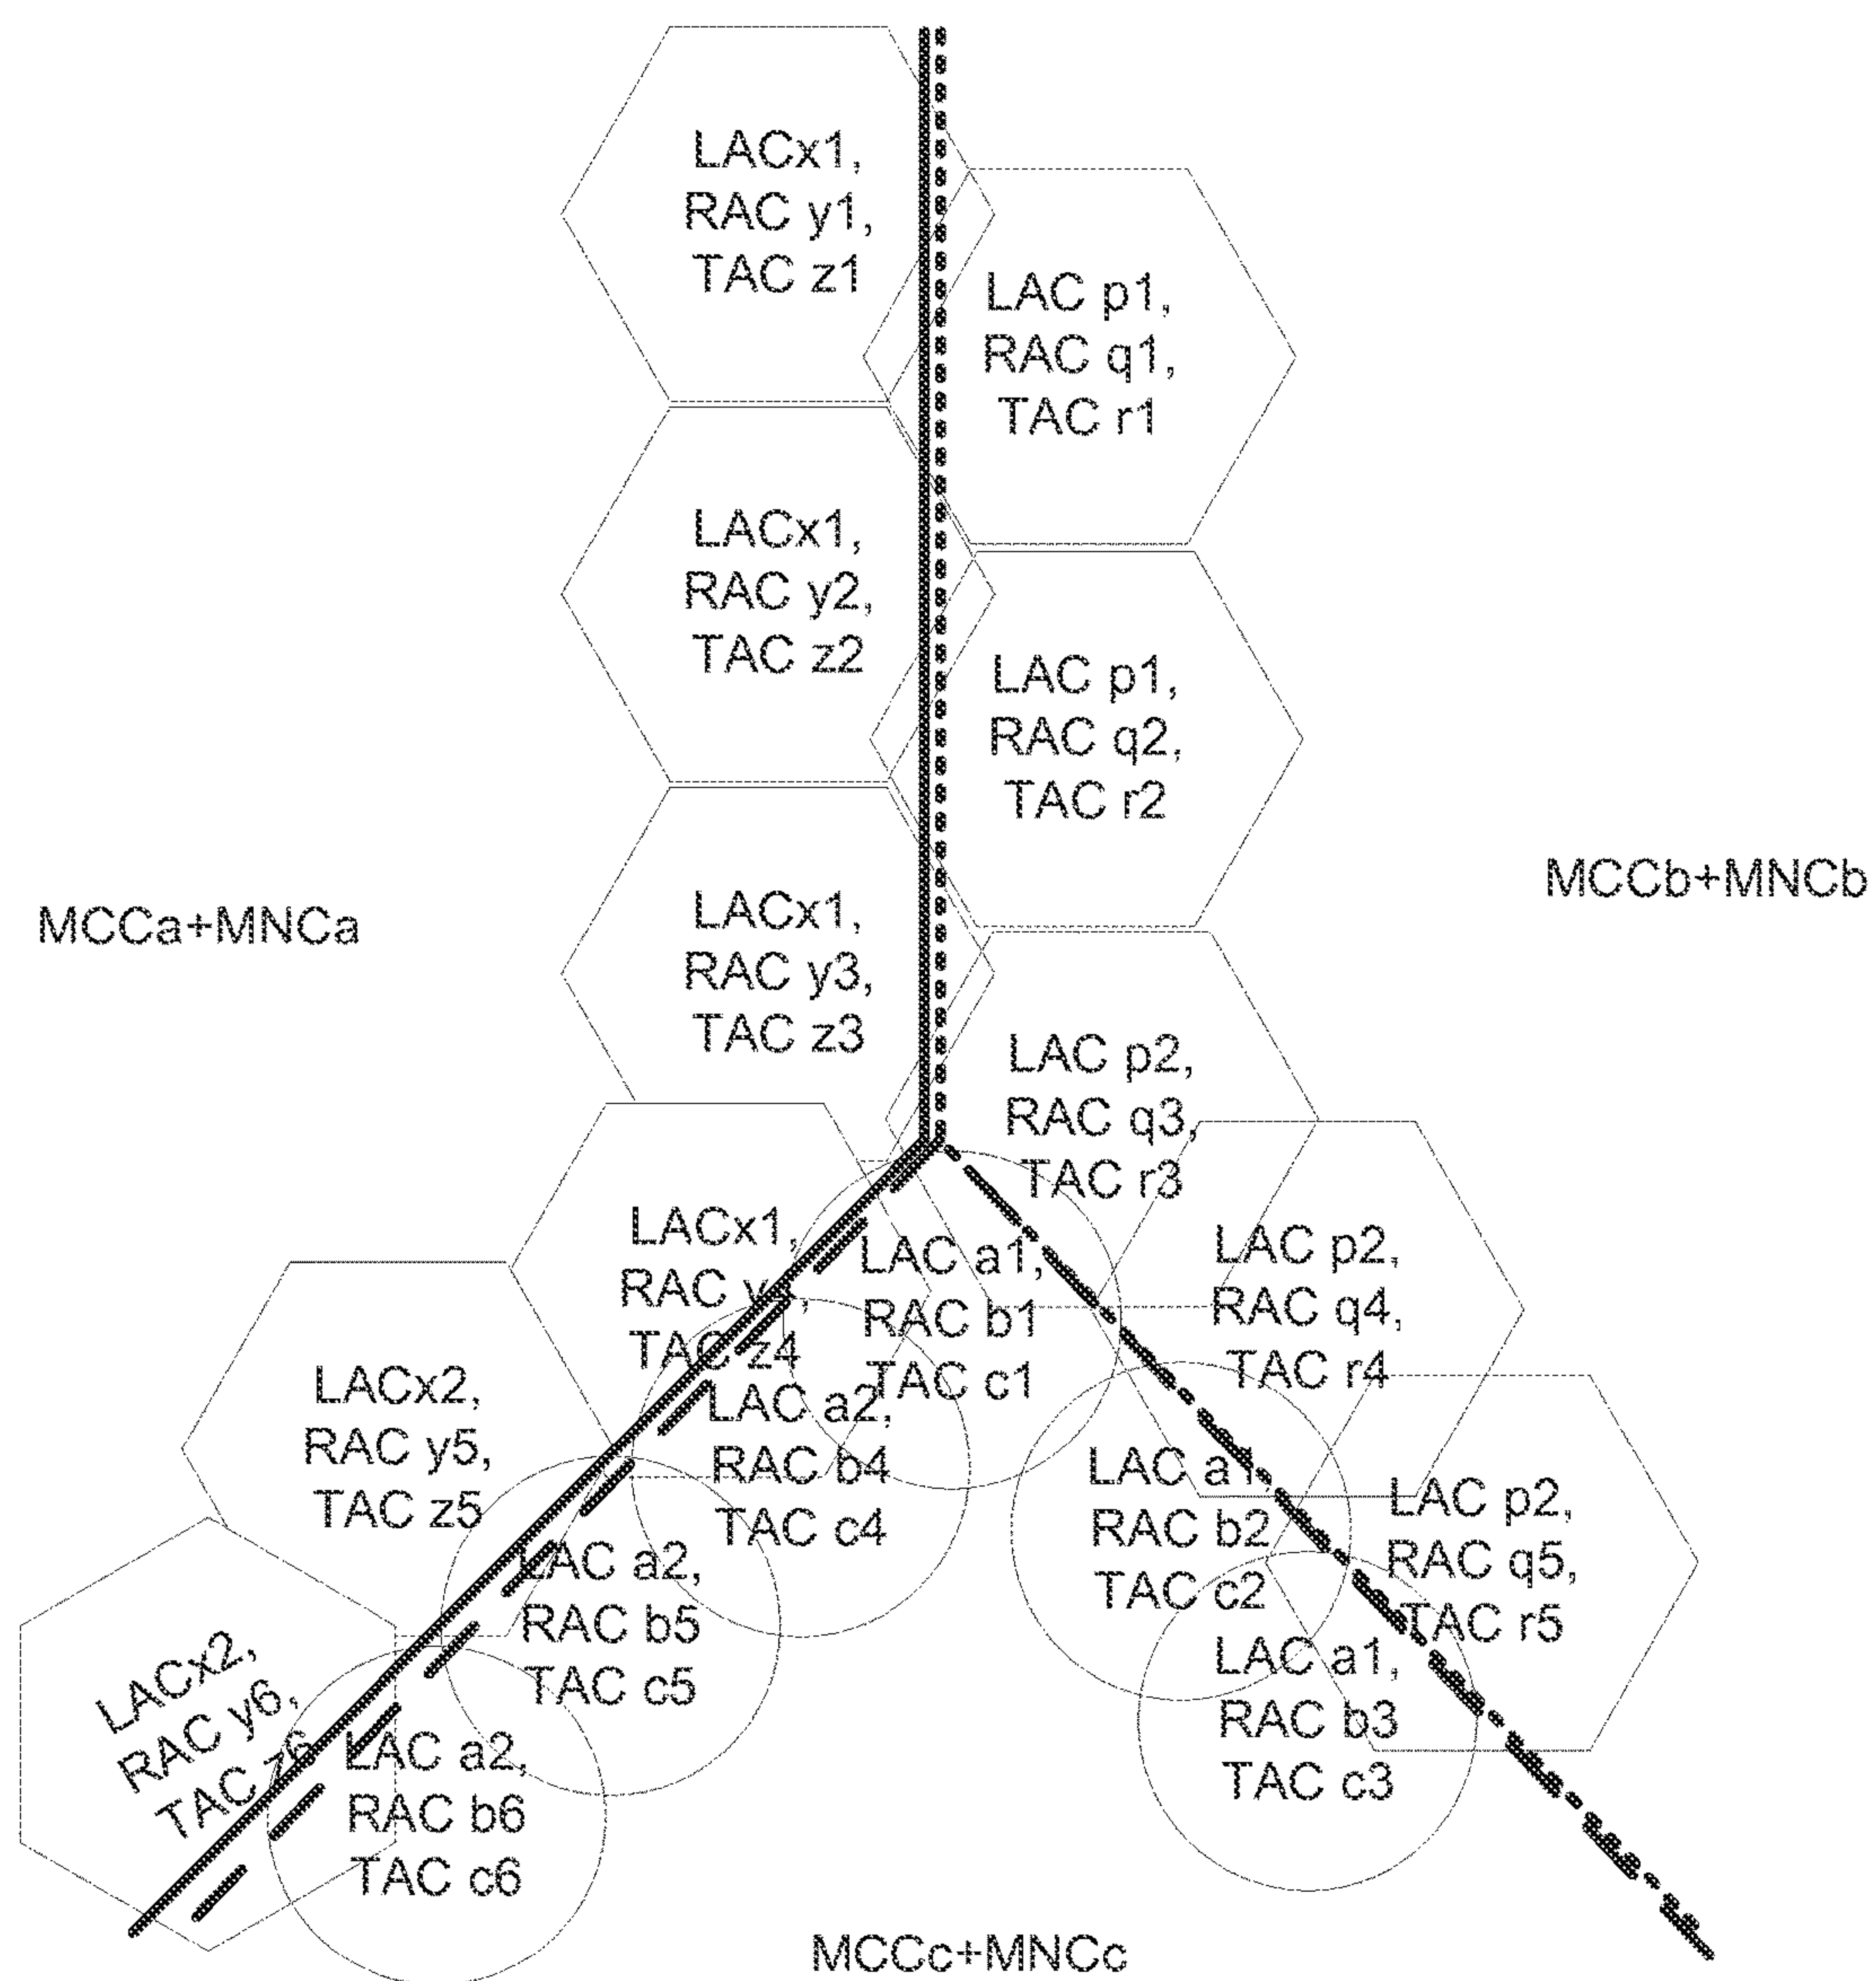 LACx1,
RAC y1,
TAC z1
LAC p1,
RAC q1,
TAC r1
LACx1,
RAC y2,
TAC z2
LAC p1,
RAC q2,
TAC r2
MCCa+MNCa
MCCb+MNCb
LACx1,
RAC y3,
TAC z3
LAC p2,
RAC q3,
TAC r3
LACx1,
RAC
TAC z4
LAC a1,
RAC b1
TAC c1
LAC p2,
RAC q4,
TAC r4
LACx2,
RAC y5,
TAC z5
LAC a2,
RAC b4
TAC c4
LAC a1
RAC b2
TAC c2
LAC p2,
RAC q5,
TAC r5
LAC a2,
RAC b5
TAC c5
LAC a1,
RAC b3
TAC c3
LACx2,
RAC y6,
TAC z6
LAC a2,
RAC b6
TAC c6
MCCc+MNCc